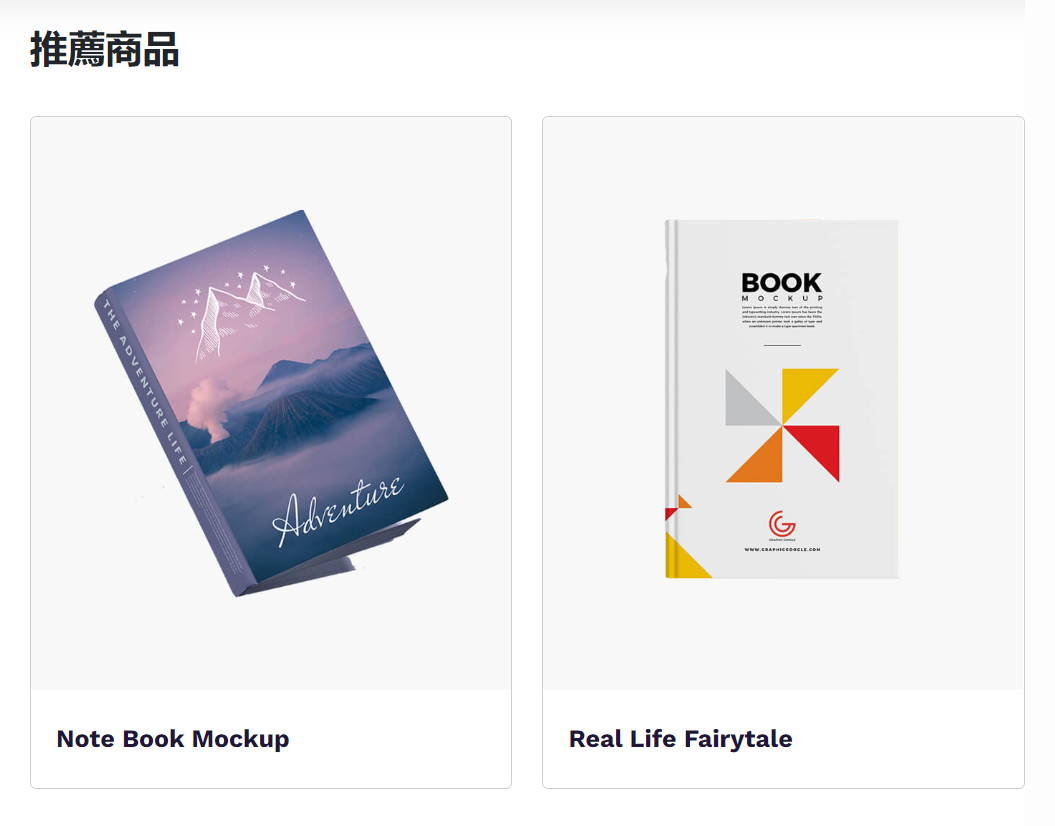 推薦商品
THE ADVENTURE LIFE
Adventure
BOOK
MOCKUP
Lorem Ipsum is simply dummy text of the printing
and typesetting industry. Lorem Ipsum has been the
industry's standard dummy text ever since the 1500s,
when an unknown printer took a galley of type and
scrambled it to make a type specimen book.
GRAPHIC GOOGLE
WWW.GRAPHICGOOGLE.COM
Note Book Mockup
Real Life Fairytale